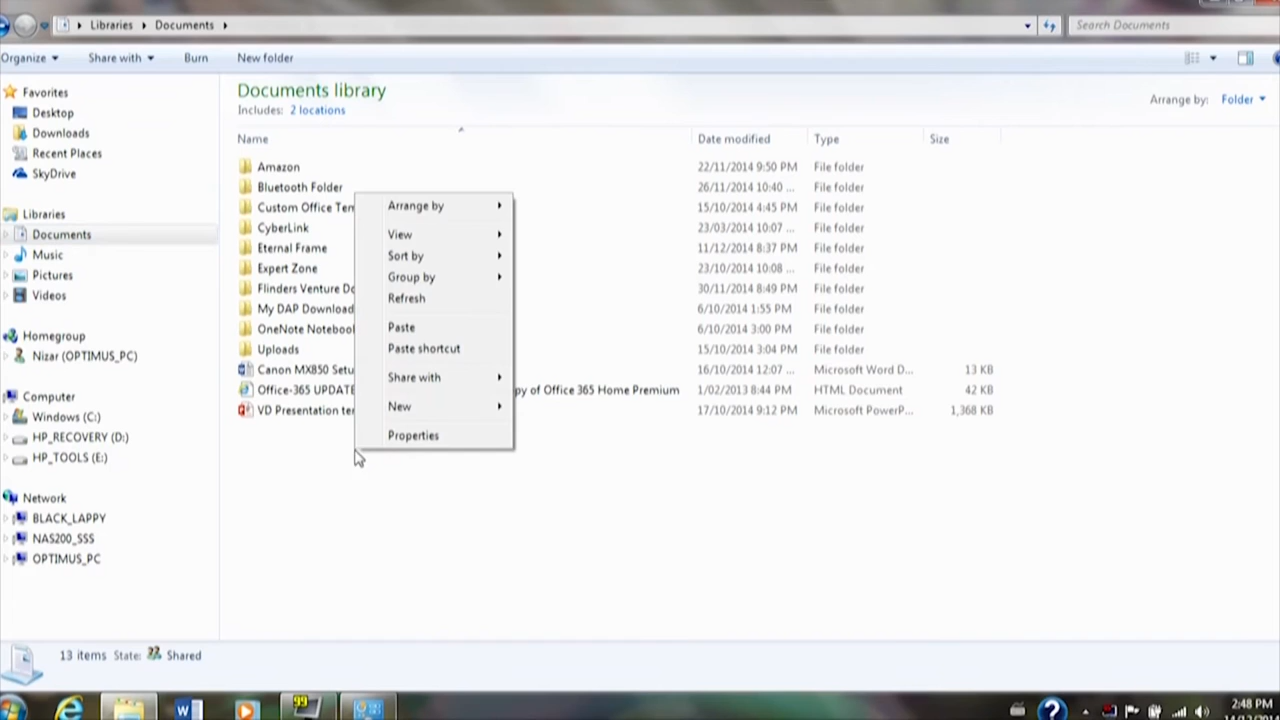 Libraries Documents Search Documents
Organize Share with Burn New folder
Favorites
Desktop
Downloads
Recent Places
SkyDrive
Libraries
Documents
Music
Pictures
Videos
Homegroup
Nizar (OPTIMUS_PC)
Computer
Windows (C:)
HP_RECOVERY (D:)
HP_TOOLS (E:)
Network
BLACK_LAPPY
NAS200_SSS
OPTIMUS_PC
Documents library
Includes: 2 locations
Arrange by: Folder
Name Date modified Type Size
Amazon 22/11/2014 9:50 PM File folder
Bluetooth Folder 26/11/2014 10:40 ... File folder
Custom Office Ten 15/10/2014 4:45 PM File folder
CyberLink 23/03/2014 10:07 ... File folder
Eternal Frame 11/12/2014 8:37 PM File folder
Expert Zone 23/10/2014 10:08 ... File folder
Flinders Venture Do 30/11/2014 8:49 PM File folder
My DAP Download 6/10/2014 1:55 PM File folder
OneNote Notebool 6/10/2014 3:00 PM File folder
Uploads 15/10/2014 3:04 PM File folder
Canon MX850 Setu 16/10/2014 12:07 ... Microsoft Word D... 13 KB
Office-365 UPDATE py of Office 365 Home Premium 1/02/2013 8:44 PM HTML Document 42 KB
VD Presentation ter 17/10/2014 9:12 PM Microsoft PowerP... 1,368 KB
Arrange by
View
Sort by
Group by
Refresh
Paste
Paste shortcut
Share with
New
Properties
13 items State: Shared
99
2:48 PM